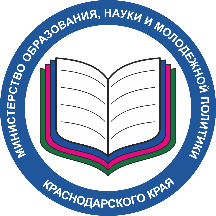 МИНИСТЕРСТВО ОБРАЗОВАНИЯ, НАУКИ И МОЛОДЕЖНОЙ ПОЛИТИКИ
КРАСНОДАРСКОГО КРАЯ